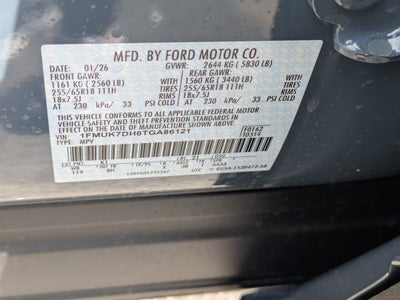 MFD. BY FORD MOTOR CO.
DATE: 01/26 GVWR: 2644 KG ( 5830 LB)
FRONT GAWR: REAR GAWR:
1161 KG ( 2560 LB) 1560 KG ( 3440 LB)
255/65R18 111H 255/65R18 111H
18x7.5J 18x7.5J
AT 230 kPa/ 33 PSI COLD AT 230 kPa/ 33 PSI COLD
THIS VEHICLE CONFORMS TO ALL APPLICABLE FEDERAL MOTOR
VEHICLE SAFETY AND THEFT PREVENTION STANDARDS IN EFFECT
ON THE DATE OF MANUFACTURE SHOWN ABOVE.
VIN: 1FMUK7DH6TGA86121 F0162
TYPE: MPV T0314
119